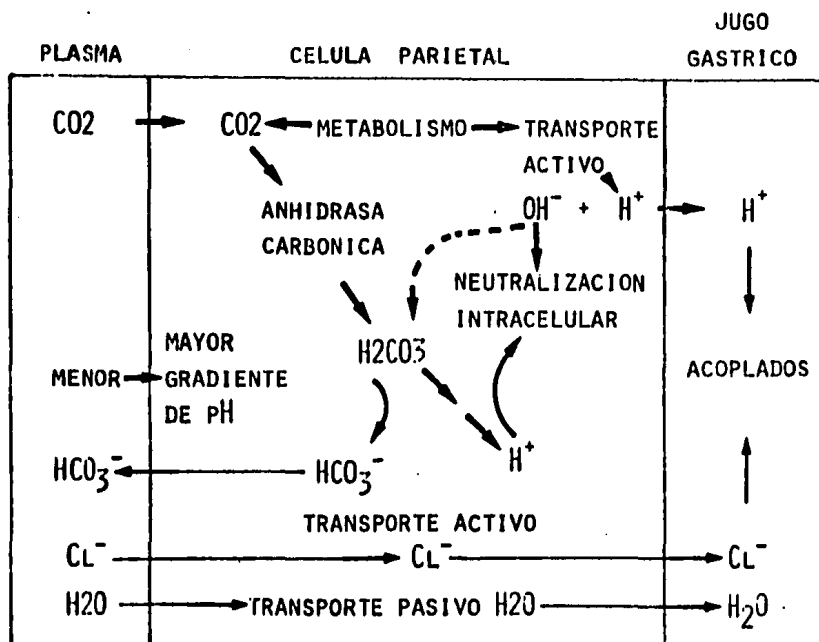 PLASMA
CELULA PARIETAL
JUGO
GASTRICO
CO2
CO2
METABOLISMO
TRANSPORTE
ACTIVO
ANHIDRASA
CARBONICA
OH⁻ + H⁺
H⁺
NEUTRALIZACION
INTRACELULAR
H2CO3
MENOR
MAYOR
GRADIENTE
DE pH
ACOPLADOS
HCO₃⁻
HCO₃⁻
H⁺
TRANSPORTE ACTIVO
CL⁻
CL⁻
CL⁻
H2O
TRANSPORTE PASIVO H2O
H₂O